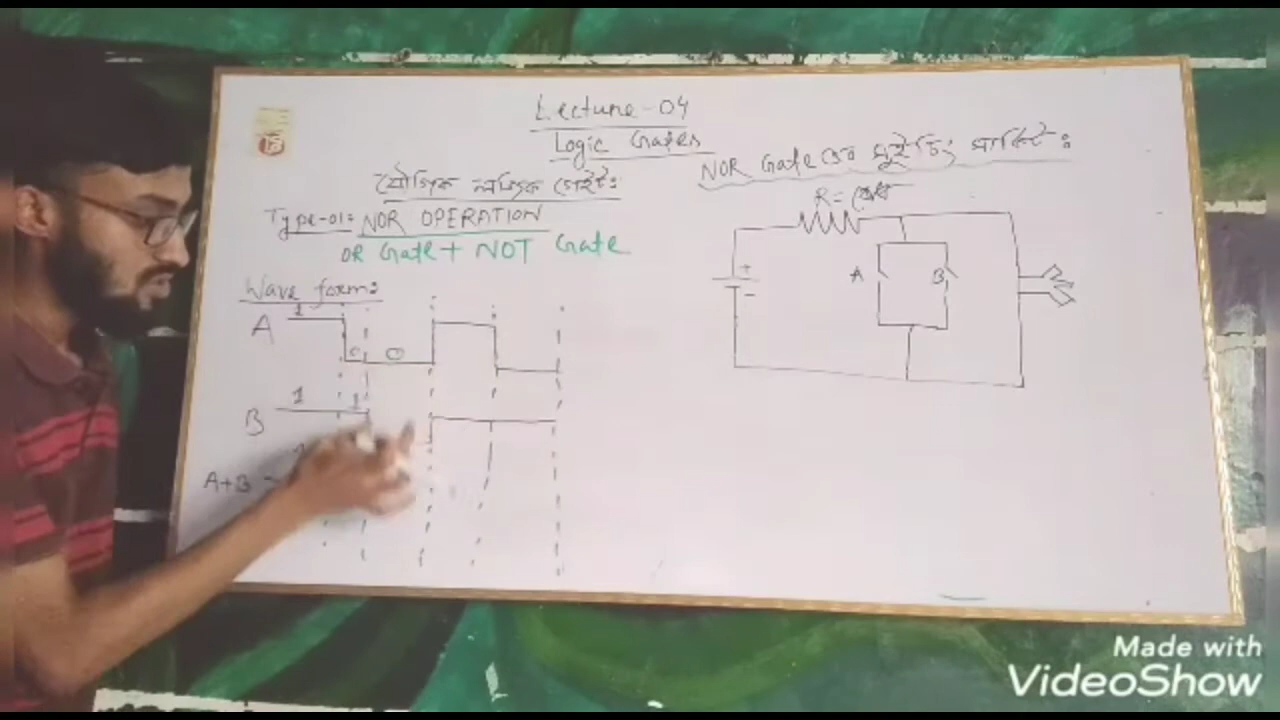 Lecture-04
Logic Gates
যৌগিক লজিক গেইট:
Type-01: NOR OPERATION
OR Gate + NOT Gate
Wave form:
A 1 0 0
B 1 1
A+B
NOR Gate এর সুইচিং সার্কিট:
R =
+
-
A B
Made with
VideoShow